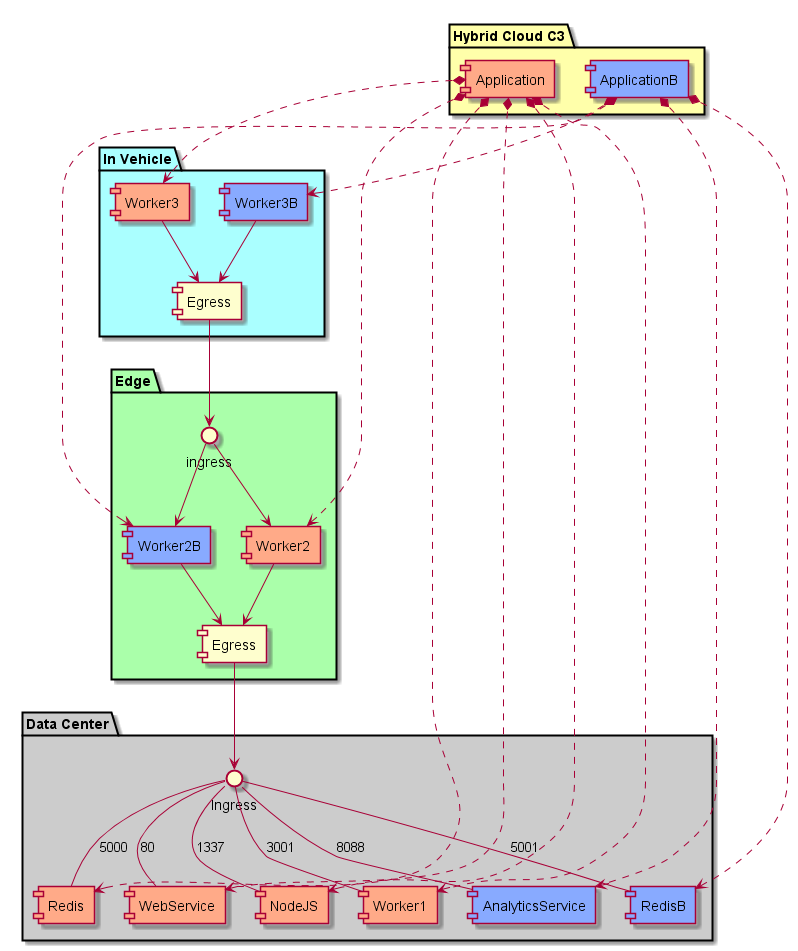 Hybrid Cloud C3
Application
ApplicationB
In Vehicle
Worker3
Worker3B
Egress
Edge
ingress
Worker2B
Worker2
Egress
Data Center
Ingress
5000
80
1337
3001
8088
5001
Redis
WebService
NodeJS
Worker1
AnalyticsService
RedisB